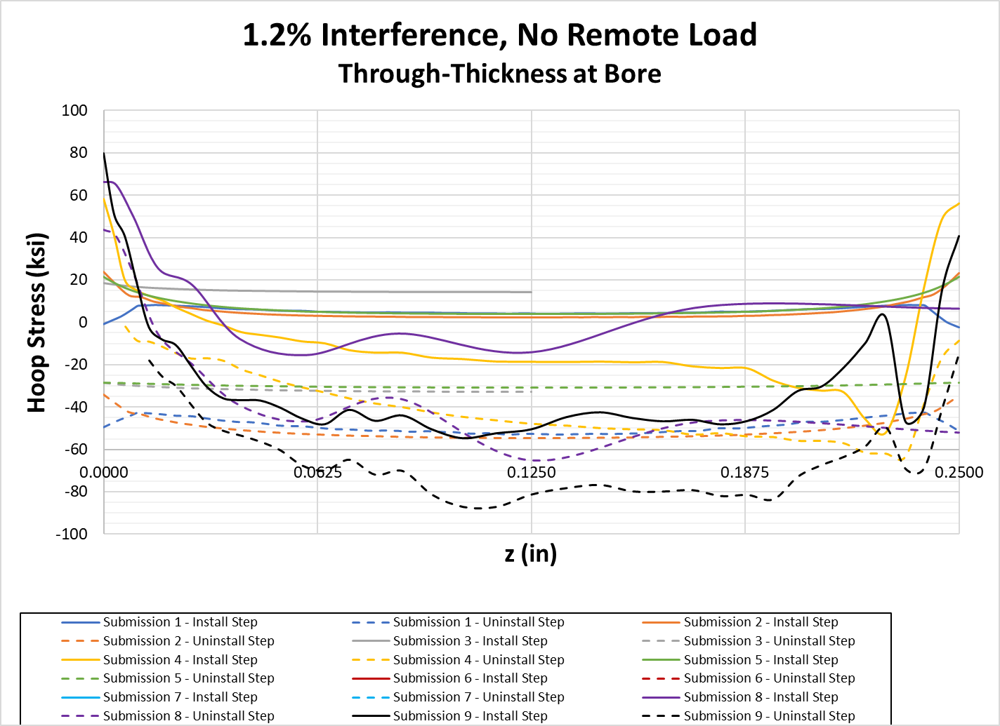 1.2% Interference, No Remote Load
Through-Thickness at Bore
100
80
60
40
20
0
-20
-40
-60
-80
-100
Hoop Stress (ksi)
0.0000 0.0625 0.1250 0.1875 0.2500
z (in)
Submission 1 - Install Step Submission 1 - Uninstall Step Submission 2 - Install Step
Submission 2 - Uninstall Step Submission 3 - Install Step Submission 3 - Uninstall Step
Submission 4 - Install Step Submission 4 - Uninstall Step Submission 5 - Install Step
Submission 5 - Uninstall Step Submission 6 - Install Step Submission 6 - Uninstall Step
Submission 7 - Install Step Submission 7 - Uninstall Step Submission 8 - Install Step
Submission 8 - Uninstall Step Submission 9 - Install Step Submission 9 - Uninstall Step